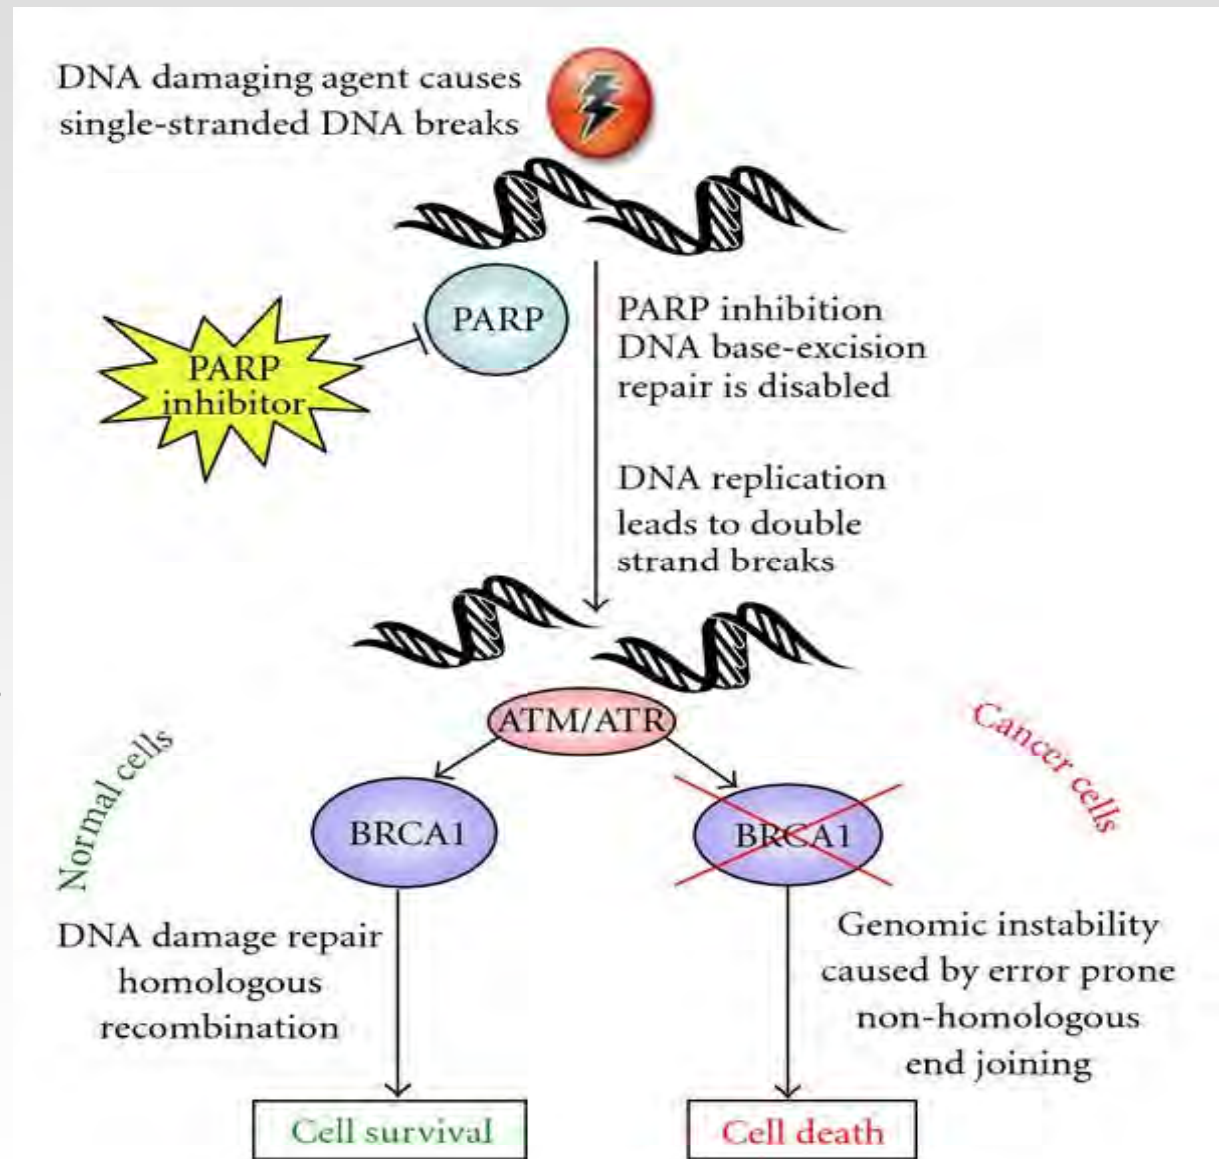 DNA damaging agent causes
single-stranded DNA breaks
PARP
PARP
inhibitor
PARP inhibition
DNA base-excision
repair is disabled
DNA replication
leads to double
strand breaks
ATM/ATR
Normal cells
Cancer cells
BRCA1
BRCA1
DNA damage repair
homologous
recombination
Genomic instability
caused by error prone
non-homologous
end joining
Cell survival
Cell death